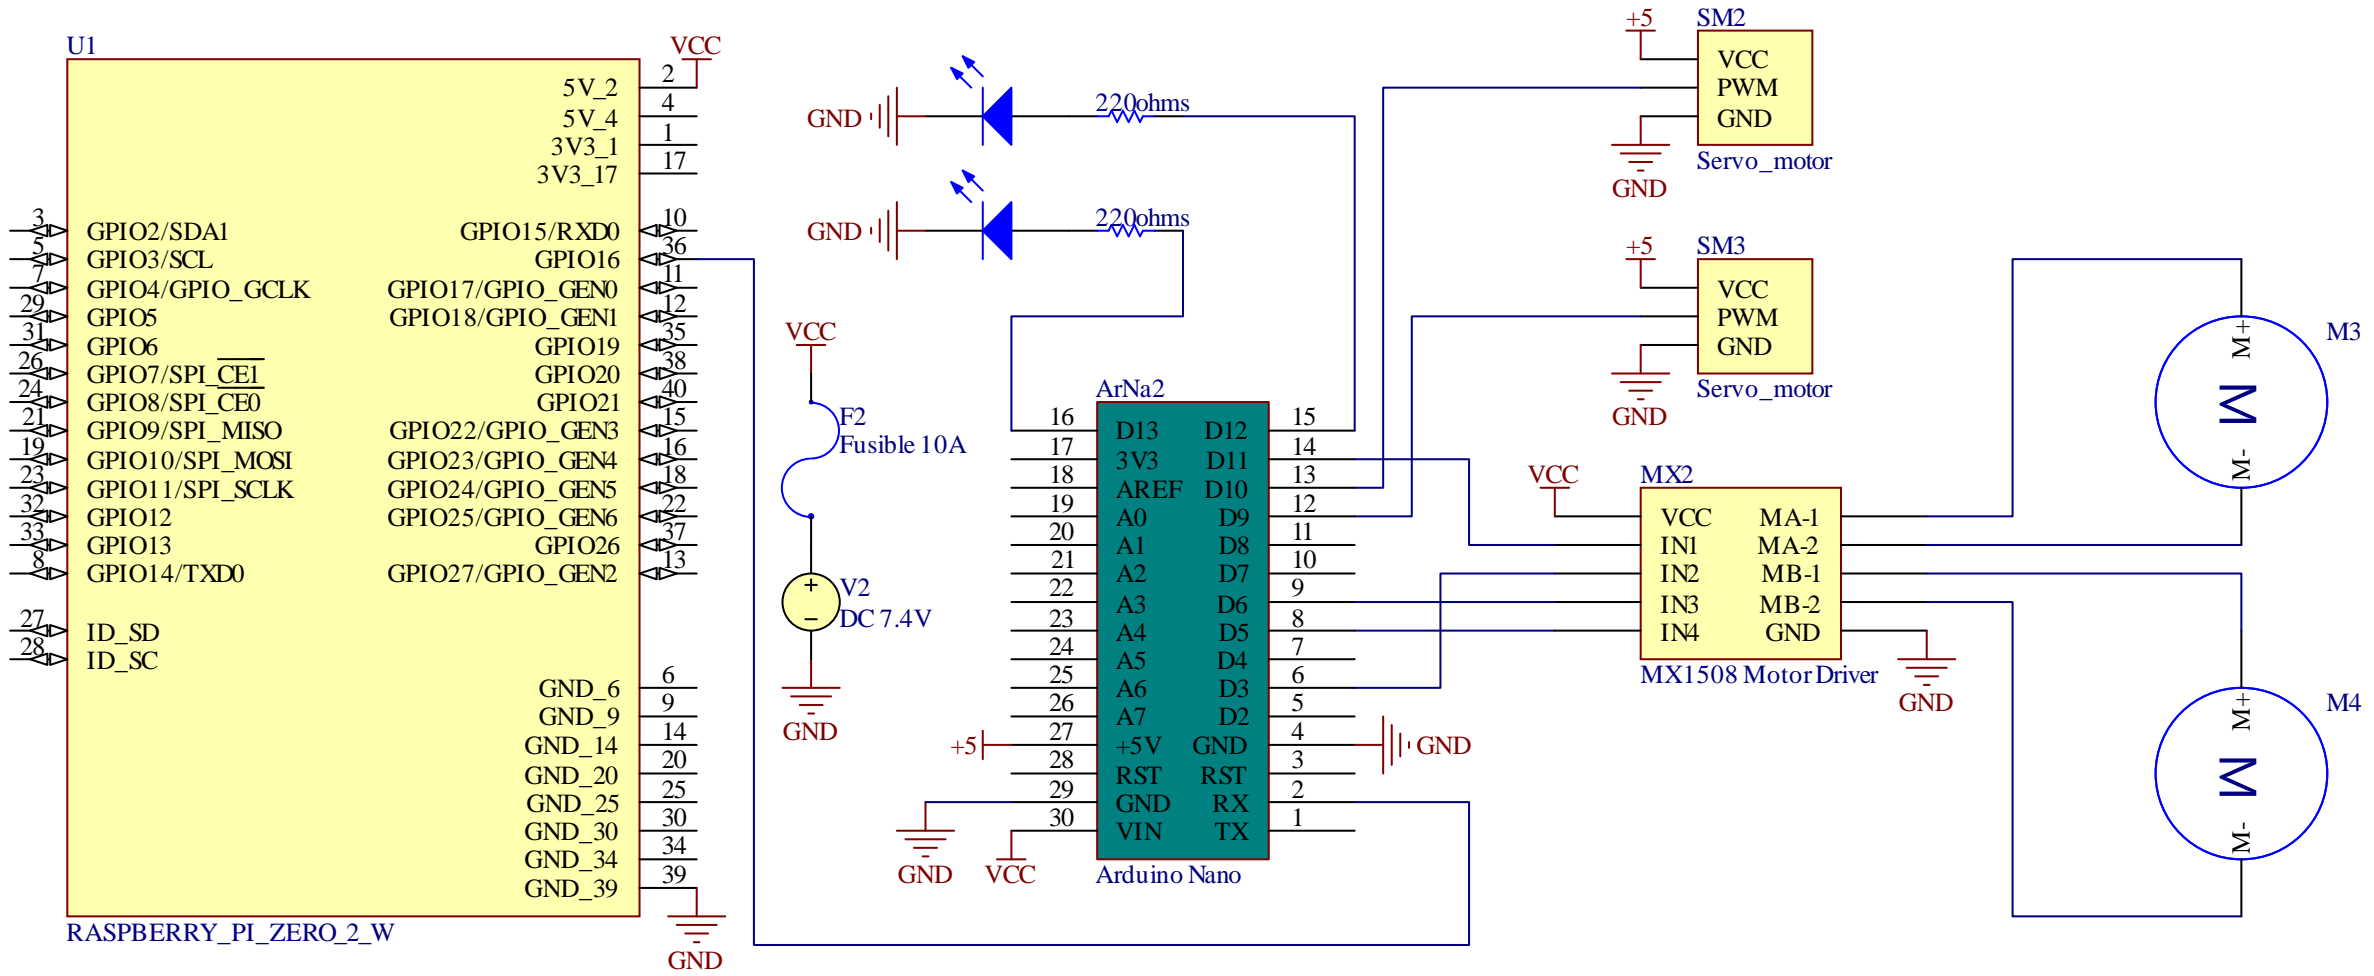 U1
VCC
2
5V_2
4
5V_4
1
3V3_1
17
3V3_17
3
GPIO2/SDA1
5
GPIO3/SCL
7
GPIO4/GPIO_GCLK
29
GPIO5
31
GPIO6
26
GPIO7/SPI_CE1
24
GPIO8/SPI_CE0
21
GPIO9/SPI_MISO
19
GPIO10/SPI_MOSI
23
GPIO11/SPI_SCLK
32
GPIO12
33
GPIO13
8
GPIO14/TXD0
27
ID_SD
28
ID_SC
GPIO15/RXD0
10
GPIO16
36
GPIO17/GPIO_GEN0
11
GPIO18/GPIO_GEN1
12
GPIO19
35
GPIO20
38
GPIO21
40
GPIO22/GPIO_GEN3
15
GPIO23/GPIO_GEN4
16
GPIO24/GPIO_GEN5
18
GPIO25/GPIO_GEN6
22
GPIO26
37
GPIO27/GPIO_GEN2
13
GND_6
6
GND_9
9
GND_14
14
GND_20
20
GND_25
25
GND_30
30
GND_34
34
GND_39
39
RASPBERRY_PI_ZERO_2_W
GND
GND
220ohms
GND
220ohms
VCC
F2
Fusible 10A
V2
DC 7.4V
GND
ArNa2
16
D13
17
3V3
18
AREF
19
A0
20
A1
21
A2
22
A3
23
A4
24
A5
25
A6
26
A7
+5
27
+5V
28
RST
29
GND
30
VIN
GND
VCC
D12
15
D11
14
D10
13
D9
12
D8
11
D7
10
D6
9
D5
8
D4
7
D3
6
D2
5
GND
4
GND
RST
3
RX
2
TX
1
Arduino Nano
+5
SM2
VCC
PWM
GND
GND
Servo_motor
+5
SM3
VCC
PWM
GND
GND
Servo_motor
VCC
MX2
VCC
IN1
IN2
IN3
IN4
MA-1
MA-2
MB-1
MB-2
GND
MX1508 Motor Driver
GND
M3
M+
M
M-
M4
M+
M
M-